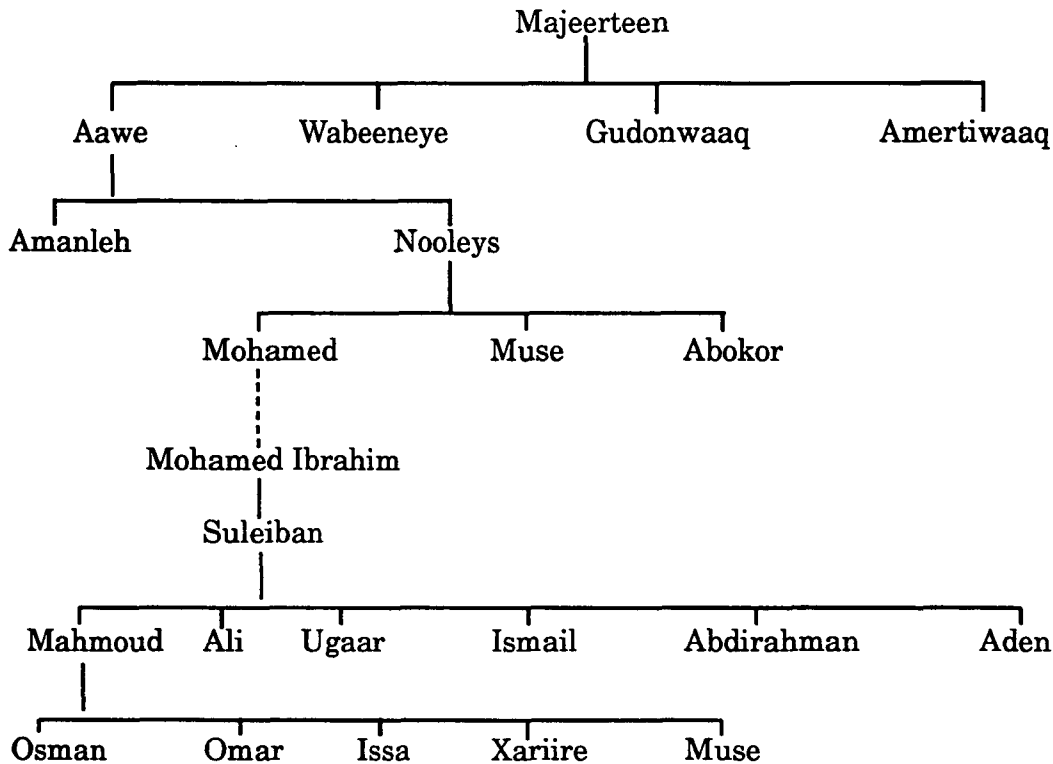 Majeerteen
Aawe Wabeeneye Gudonwaaq Amertiwaaq
Amanleh Nooleys
Mohamed Muse Abokor
Mohamed Ibrahim
Suleiban
Mahmoud Ali Ugaar Ismail Abdirahman Aden
Osman Omar Issa Xariire Muse